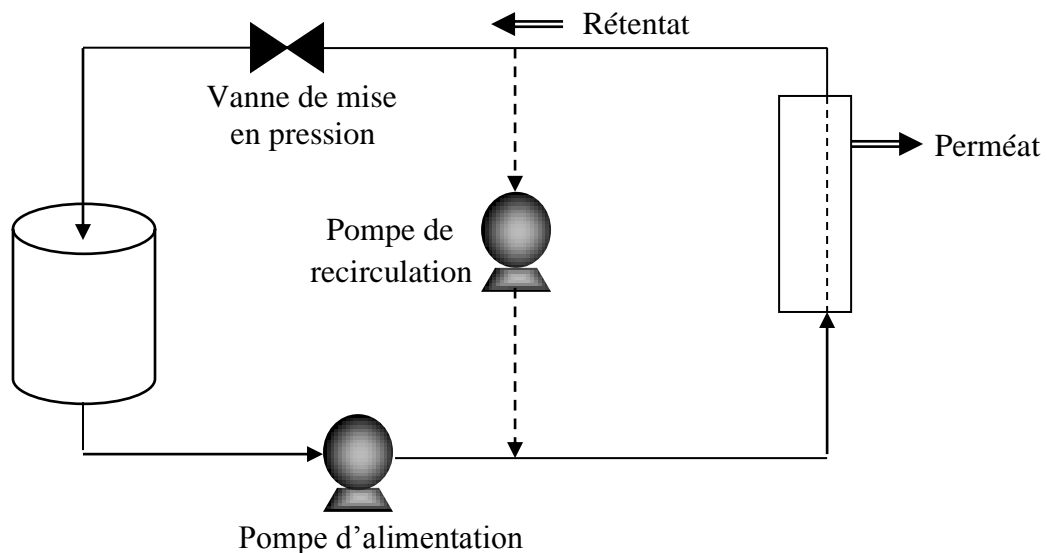 Rétentat
Vanne de mise
en pression
Perméat
Pompe de
recirculation
Pompe d’alimentation